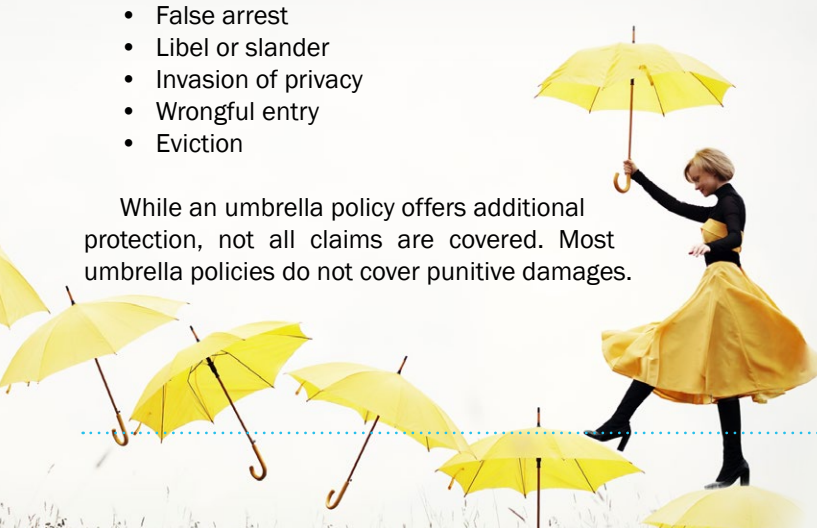 • False arrest
• Libel or slander
• Invasion of privacy
• Wrongful entry
• Eviction
While an umbrella policy offers additional
protection, not all claims are covered. Most
umbrella policies do not cover punitive damages.